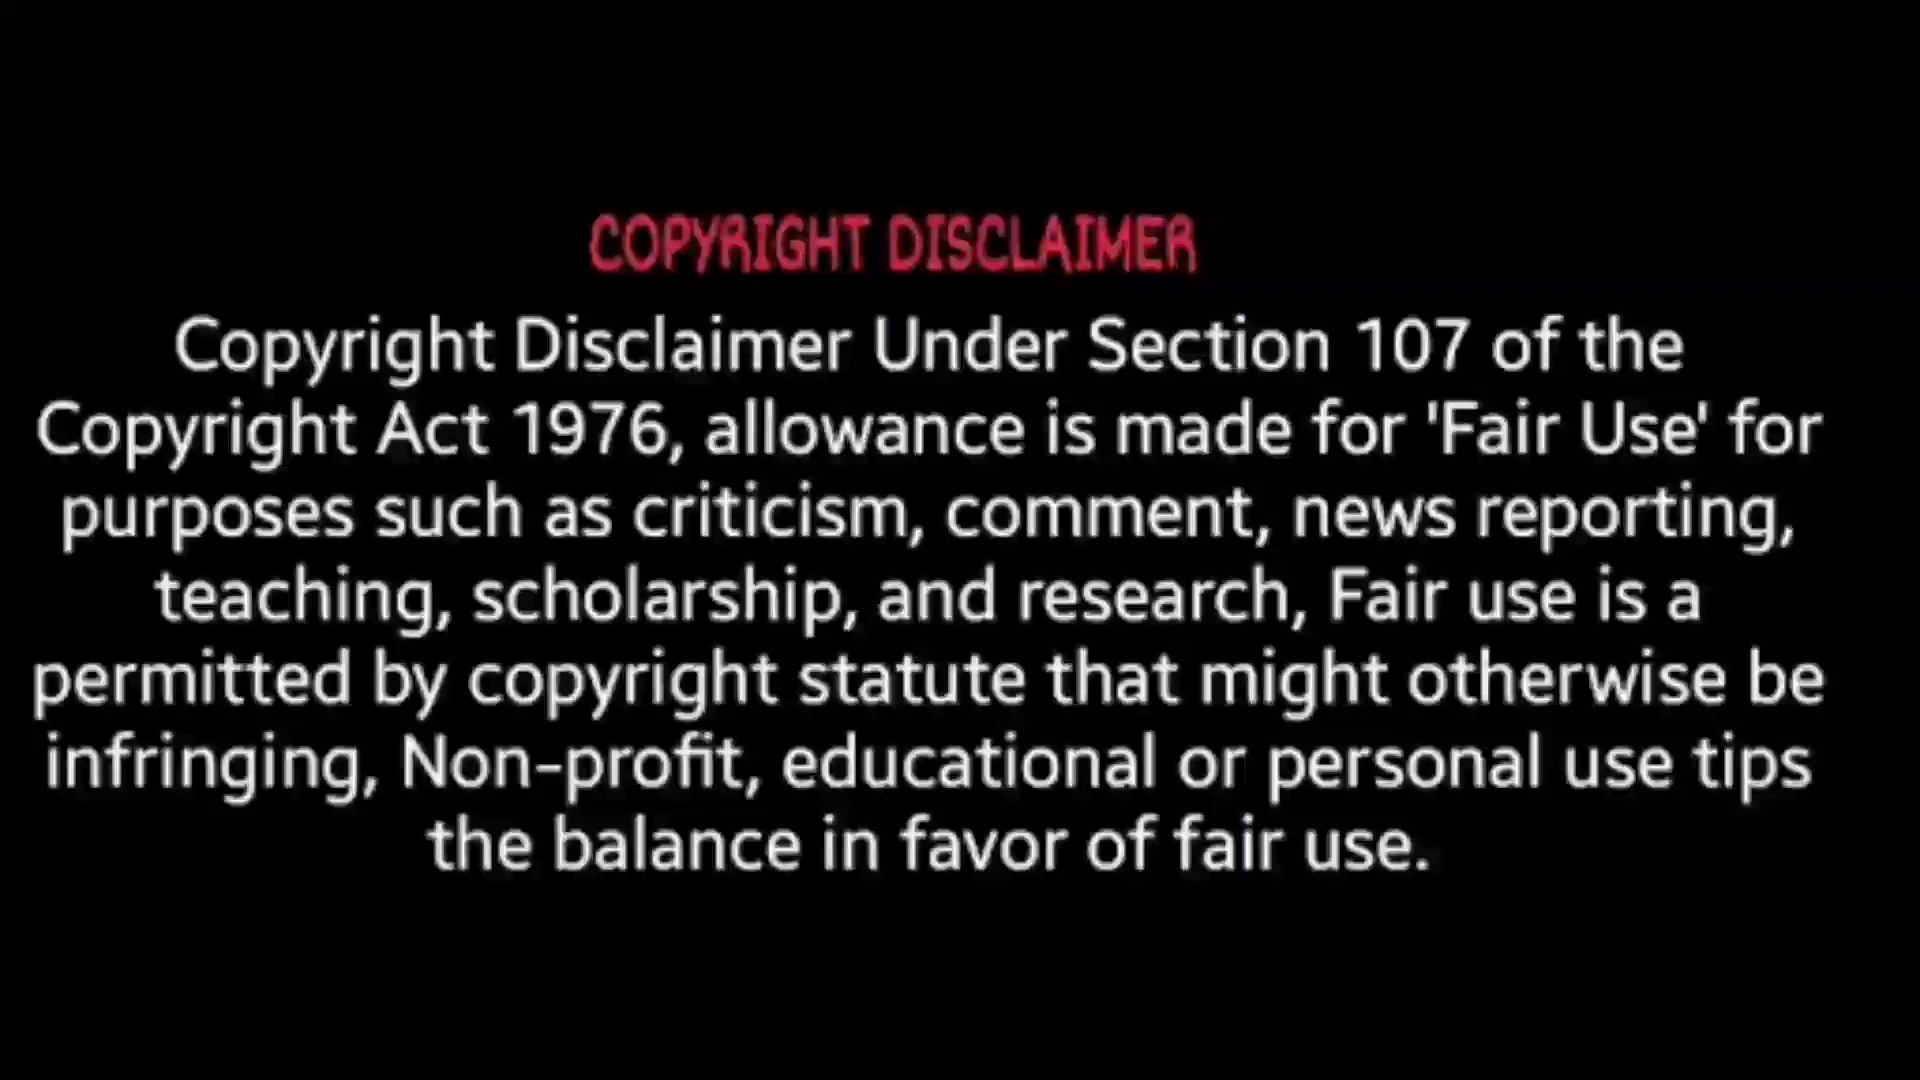 COPYRIGHT DISCLAIMER
Copyright Disclaimer Under Section 107 of the
Copyright Act 1976, allowance is made for 'Fair Use' for
purposes such as criticism, comment, news reporting,
teaching, scholarship, and research, Fair use is a
permitted by copyright statute that might otherwise be
infringing, Non-profit, educational or personal use tips
the balance in favor of fair use.